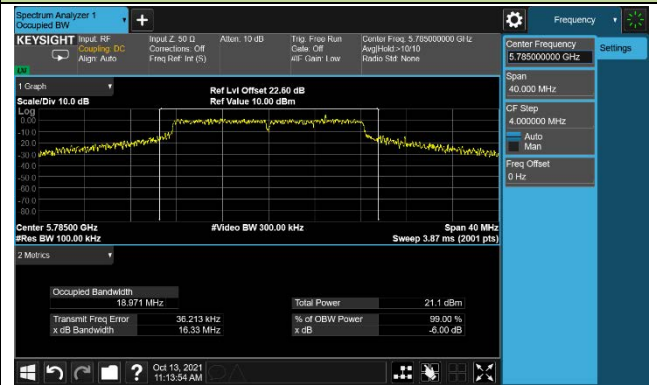 Spectrum Analyzer 1
Occupied BW
Frequency
KEYSIGHT
Input: RF
Coupling: DC
Align: Auto
Input Z: 50 Ω
Corrections: Off
Freq Ref: Int (S)
Atten: 10 dB
Trig: Free Run
Gate: Off
#IF Gain: Low
Center Freq: 5.785000000 GHz
Avg|Hold:>10/10
Radio Std: None
Center Frequency
5.785000000 GHz
Settings
Span
40.000 MHz
CF Step
4.000000 MHz
Auto
Man
Freq Offset
0 Hz
1 Graph
Scale/Div 10.0 dB
Ref Lvl Offset 22.60 dB
Ref Value 10.00 dBm
Log
0.00
-10.0
-20.0
-30.0
-40.0
-50.0
-60.0
-70.0
-80.0
Center 5.78500 GHz
#Video BW 300.00 kHz
Span 40 MHz
#Res BW 100.00 kHz
Sweep 3.87 ms (2001 pts)
2 Metrics
Occupied Bandwidth
18.971 MHz
Total Power
21.1 dBm
Transmit Freq Error
36.213 kHz
% of OBW Power
99.00 %
x dB Bandwidth
16.33 MHz
x dB
-6.00 dB
Oct 13, 2021
11:13:54 AM